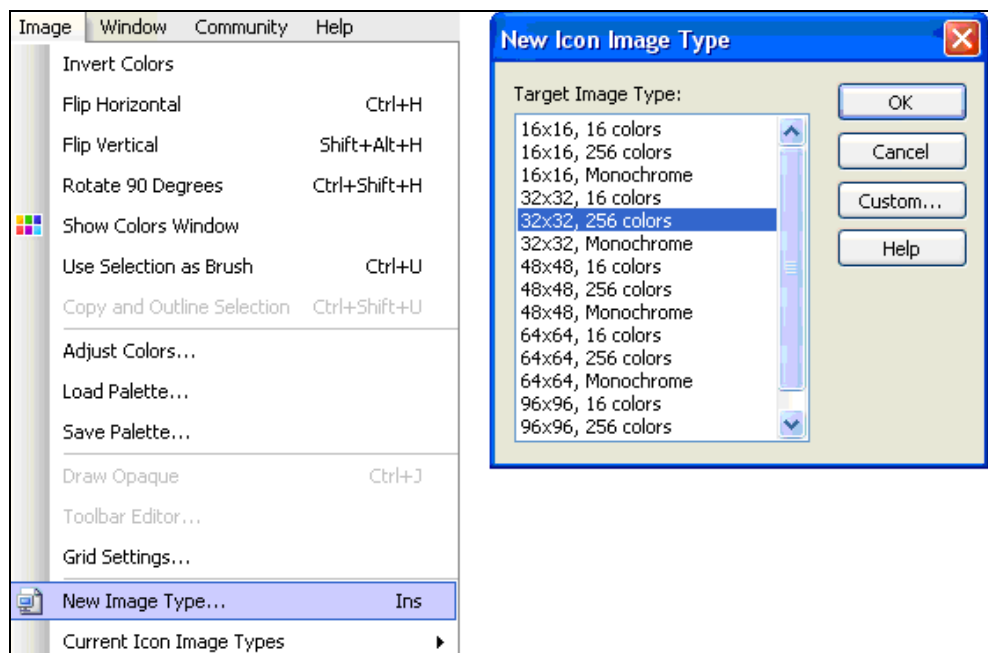 Image Window Community Help
Invert Colors
Flip Horizontal Ctrl+H
Flip Vertical Shift+Alt+H
Rotate 90 Degrees Ctrl+Shift+H
Show Colors Window
Use Selection as Brush Ctrl+U
Copy and Outline Selection Ctrl+Shift+U
Adjust Colors...
Load Palette...
Save Palette...
Draw Opaque Ctrl+J
Toolbar Editor...
Grid Settings...
New Image Type... Ins
Current Icon Image Types
New Icon Image Type
Target Image Type:
16x16, 16 colors
16x16, 256 colors
16x16, Monochrome
32x32, 16 colors
32x32, 256 colors
32x32, Monochrome
48x48, 16 colors
48x48, 256 colors
48x48, Monochrome
64x64, 16 colors
64x64, 256 colors
64x64, Monochrome
96x96, 16 colors
96x96, 256 colors
OK
Cancel
Custom...
Help